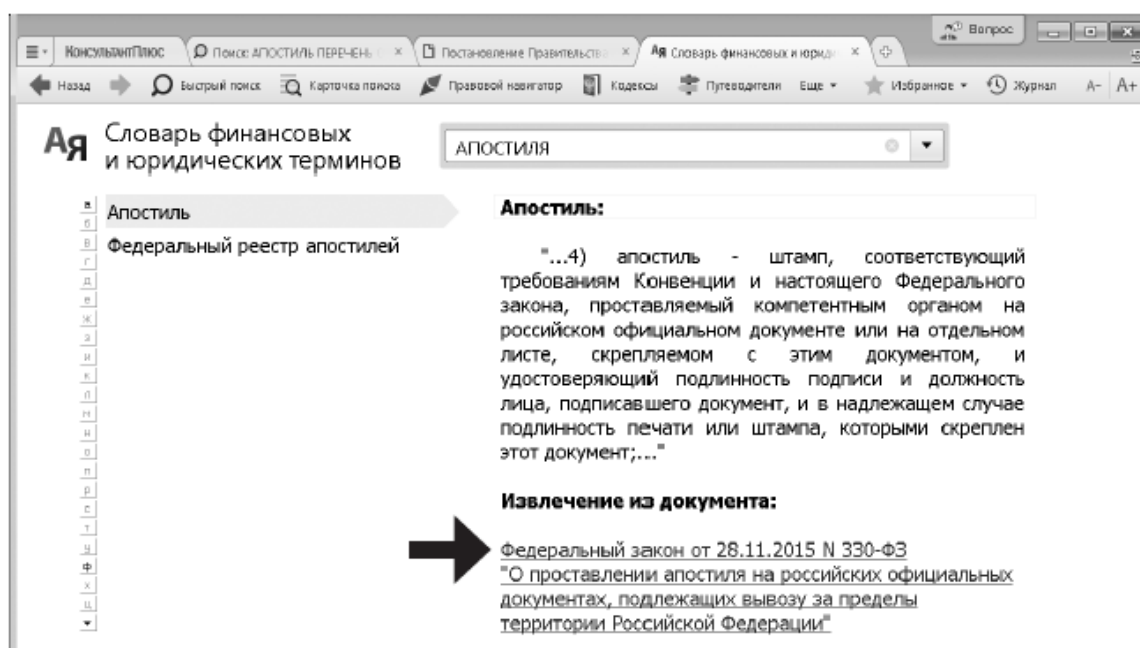 Вопрос
КонсультантПлюс
Поиск: АПОСТИЛЬ ПЕРЕЧЕНЬ
Постановление Правительства
Ая Словарь финансовых и юриди
Назад
Быстрый поиск
Карточка поиска
Правовой навигатор
Кодексы
Путеводители
Еще
Избранное
Журнал
А-
А+
Ая
Словарь финансовых
и юридических терминов
АПОСТИЛЯ
а
б
в
г
д
е
ж
з
и
к
л
м
н
о
п
р
с
т
у
ф
х
ц
Апостиль
Федеральный реестр апостилей
Апостиль:
"...4) апостиль - штамп, соответствующий
требованиям Конвенции и настоящего Федерального
закона, проставляемый компетентным органом на
российском официальном документе или на отдельном
листе, скрепляемом с этим документом, и
удостоверяющий подлинность подписи и должность
лица, подписавшего документ, и в надлежащем случае
подлинность печати или штампа, которыми скреплен
этот документ;..."
Извлечение из документа:
Федеральный закон от 28.11.2015 N 330-ФЗ
"О проставлении апостиля на российских официальных
документах, подлежащих вывозу за пределы
территории Российской Федерации"